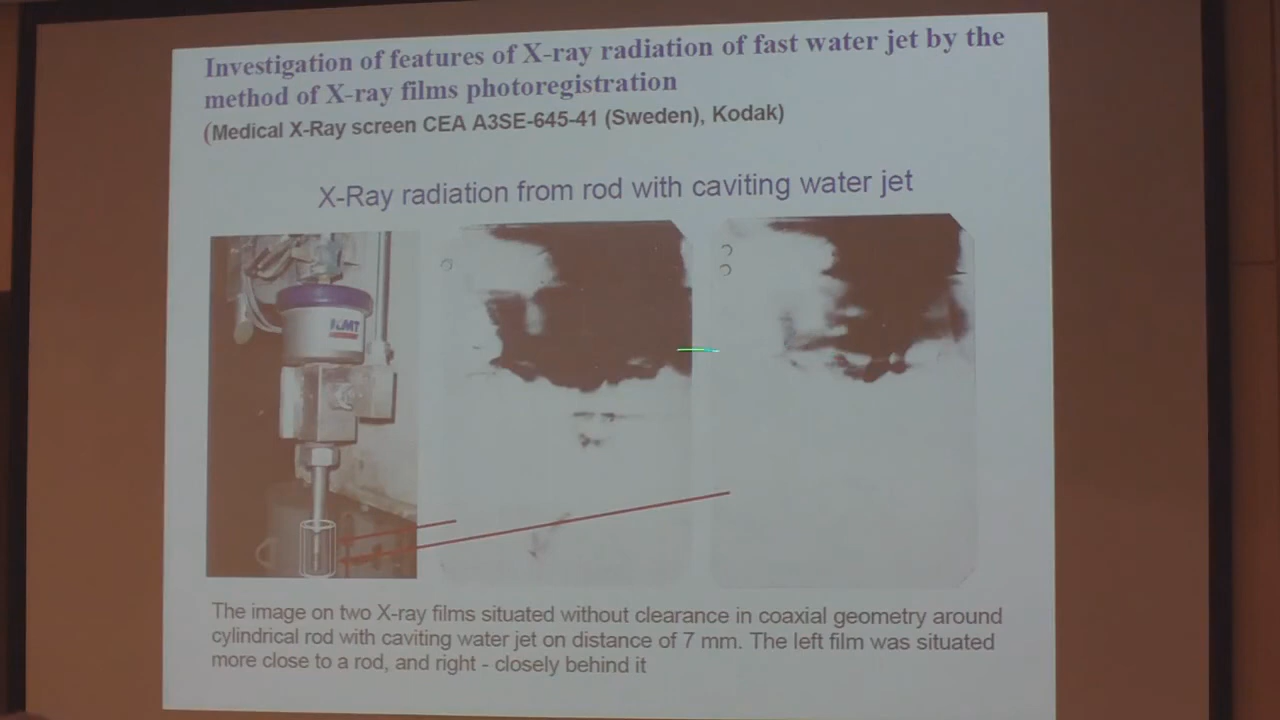 Investigation of features of X-ray radiation of fast water jet by the
method of X-ray films photoregistration
(Medical X-Ray screen CEA A3SE-645-41 (Sweden), Kodak)
X-Ray radiation from rod with caviting water jet
KMT
The image on two X-ray films situated without clearance in coaxial geometry around
cylindrical rod with caviting water jet on distance of 7 mm. The left film was situated
more close to a rod, and right - closely behind it